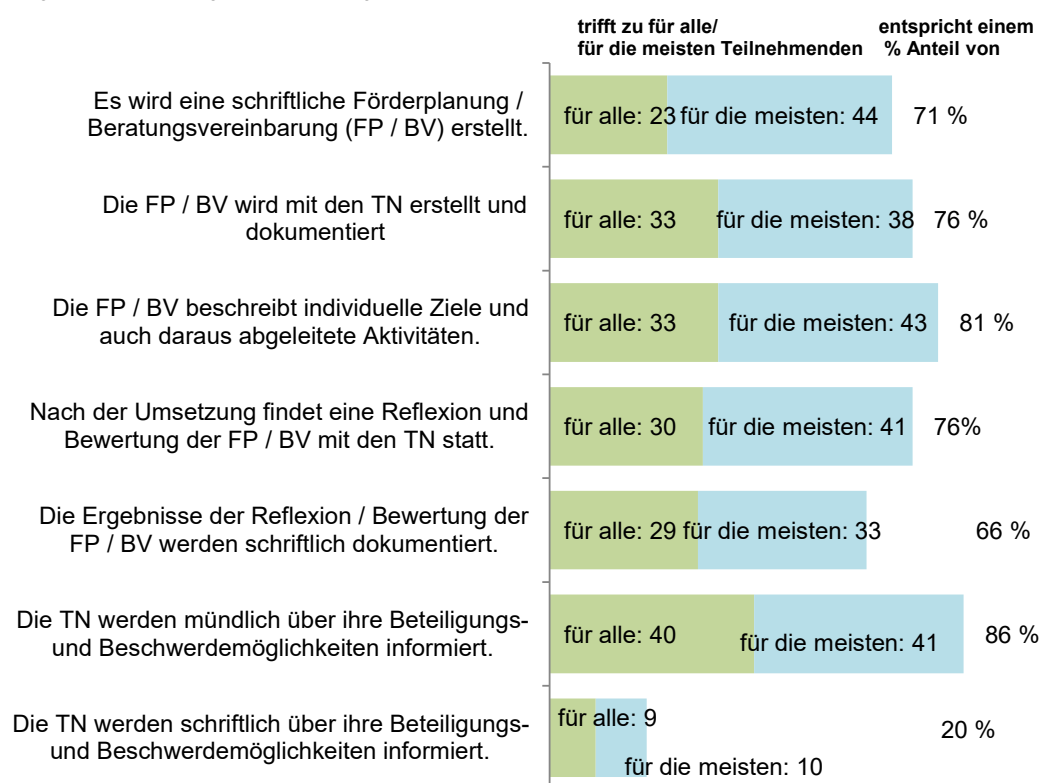 trifft zu für alle/
für die meisten Teilnehmenden
entspricht einem
% Anteil von
Es wird eine schriftliche Förderplanung /
Beratungsvereinbarung (FP / BV) erstellt.
für alle: 23 für die meisten: 44 71 %
Die FP / BV wird mit den TN erstellt und
dokumentiert
für alle: 33 für die meisten: 38 76 %
Die FP / BV beschreibt individuelle Ziele und
auch daraus abgeleitete Aktivitäten.
für alle: 33 für die meisten: 43 81 %
Nach der Umsetzung findet eine Reflexion und
Bewertung der FP / BV mit den TN statt.
für alle: 30 für die meisten: 41 76%
Die Ergebnisse der Reflexion / Bewertung der
FP / BV werden schriftlich dokumentiert.
für alle: 29 für die meisten: 33 66 %
Die TN werden mündlich über ihre Beteiligungs-
und Beschwerdemöglichkeiten informiert.
für alle: 40 für die meisten: 41 86 %
Die TN werden schriftlich über ihre Beteiligungs-
und Beschwerdemöglichkeiten informiert.
für alle: 9
für die meisten: 10
20 %